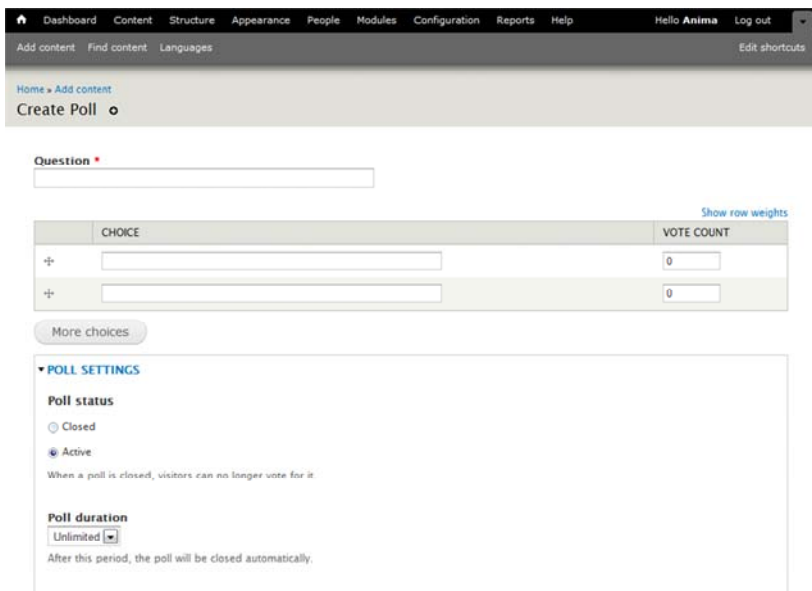 Dashboard Content Structure Appearance People Modules Configuration Reports Help Hello Anima Log out
Add content Find content Languages Edit shortcuts
Home » Add content
Create Poll
Question *
Show row weights
CHOICE VOTE COUNT
0
0
More choices
POLL SETTINGS
Poll status
Closed
Active
When a poll is closed, visitors can no longer vote for it.
Poll duration
Unlimited
After this period, the poll will be closed automatically.